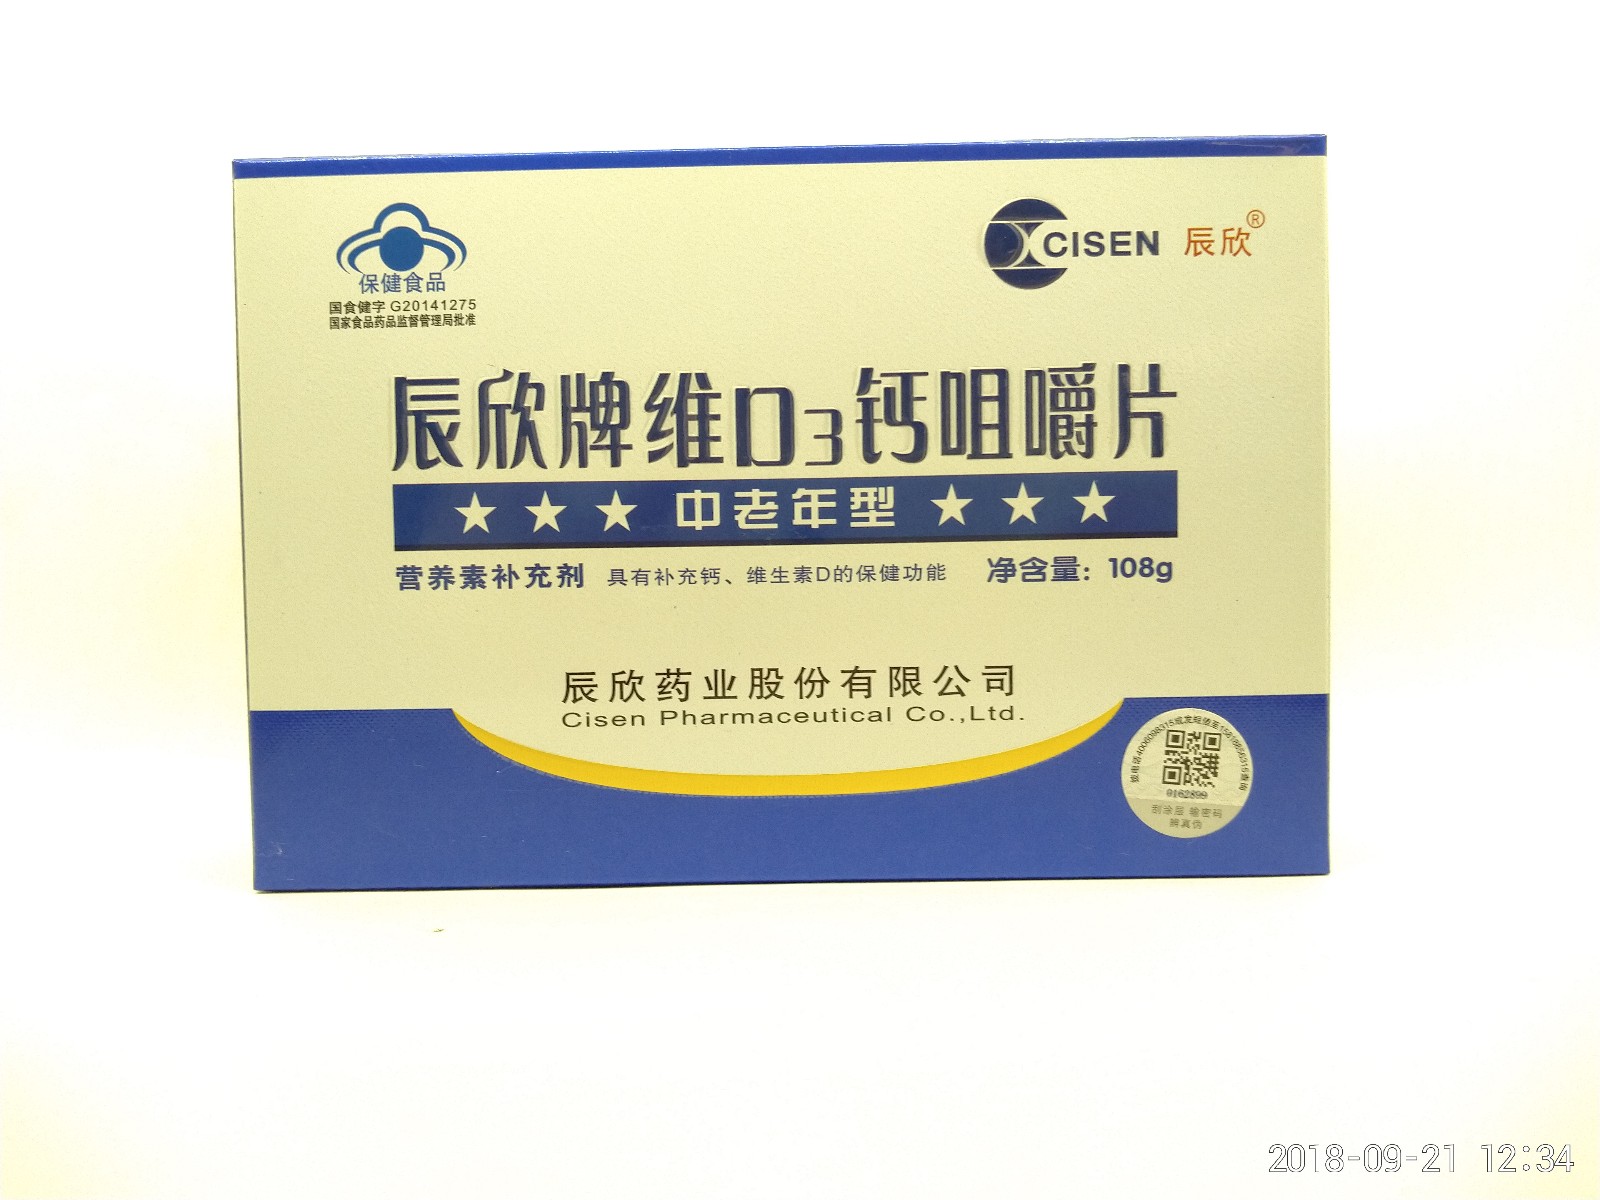 保健食品
国食健字 G20141275
国家食品药品监督管理局批准
CISEN 辰欣®
辰欣牌维D3钙咀嚼片
★ ★ ★ 中老年型 ★ ★ ★
营养素补充剂 具有补充钙、维生素D的保健功能 净含量：108g
辰欣药业股份有限公司
Cisen Pharmaceutical Co.,Ltd.
0162899
刮涂层 输密码
辨真伪
2018-09-21 12:34